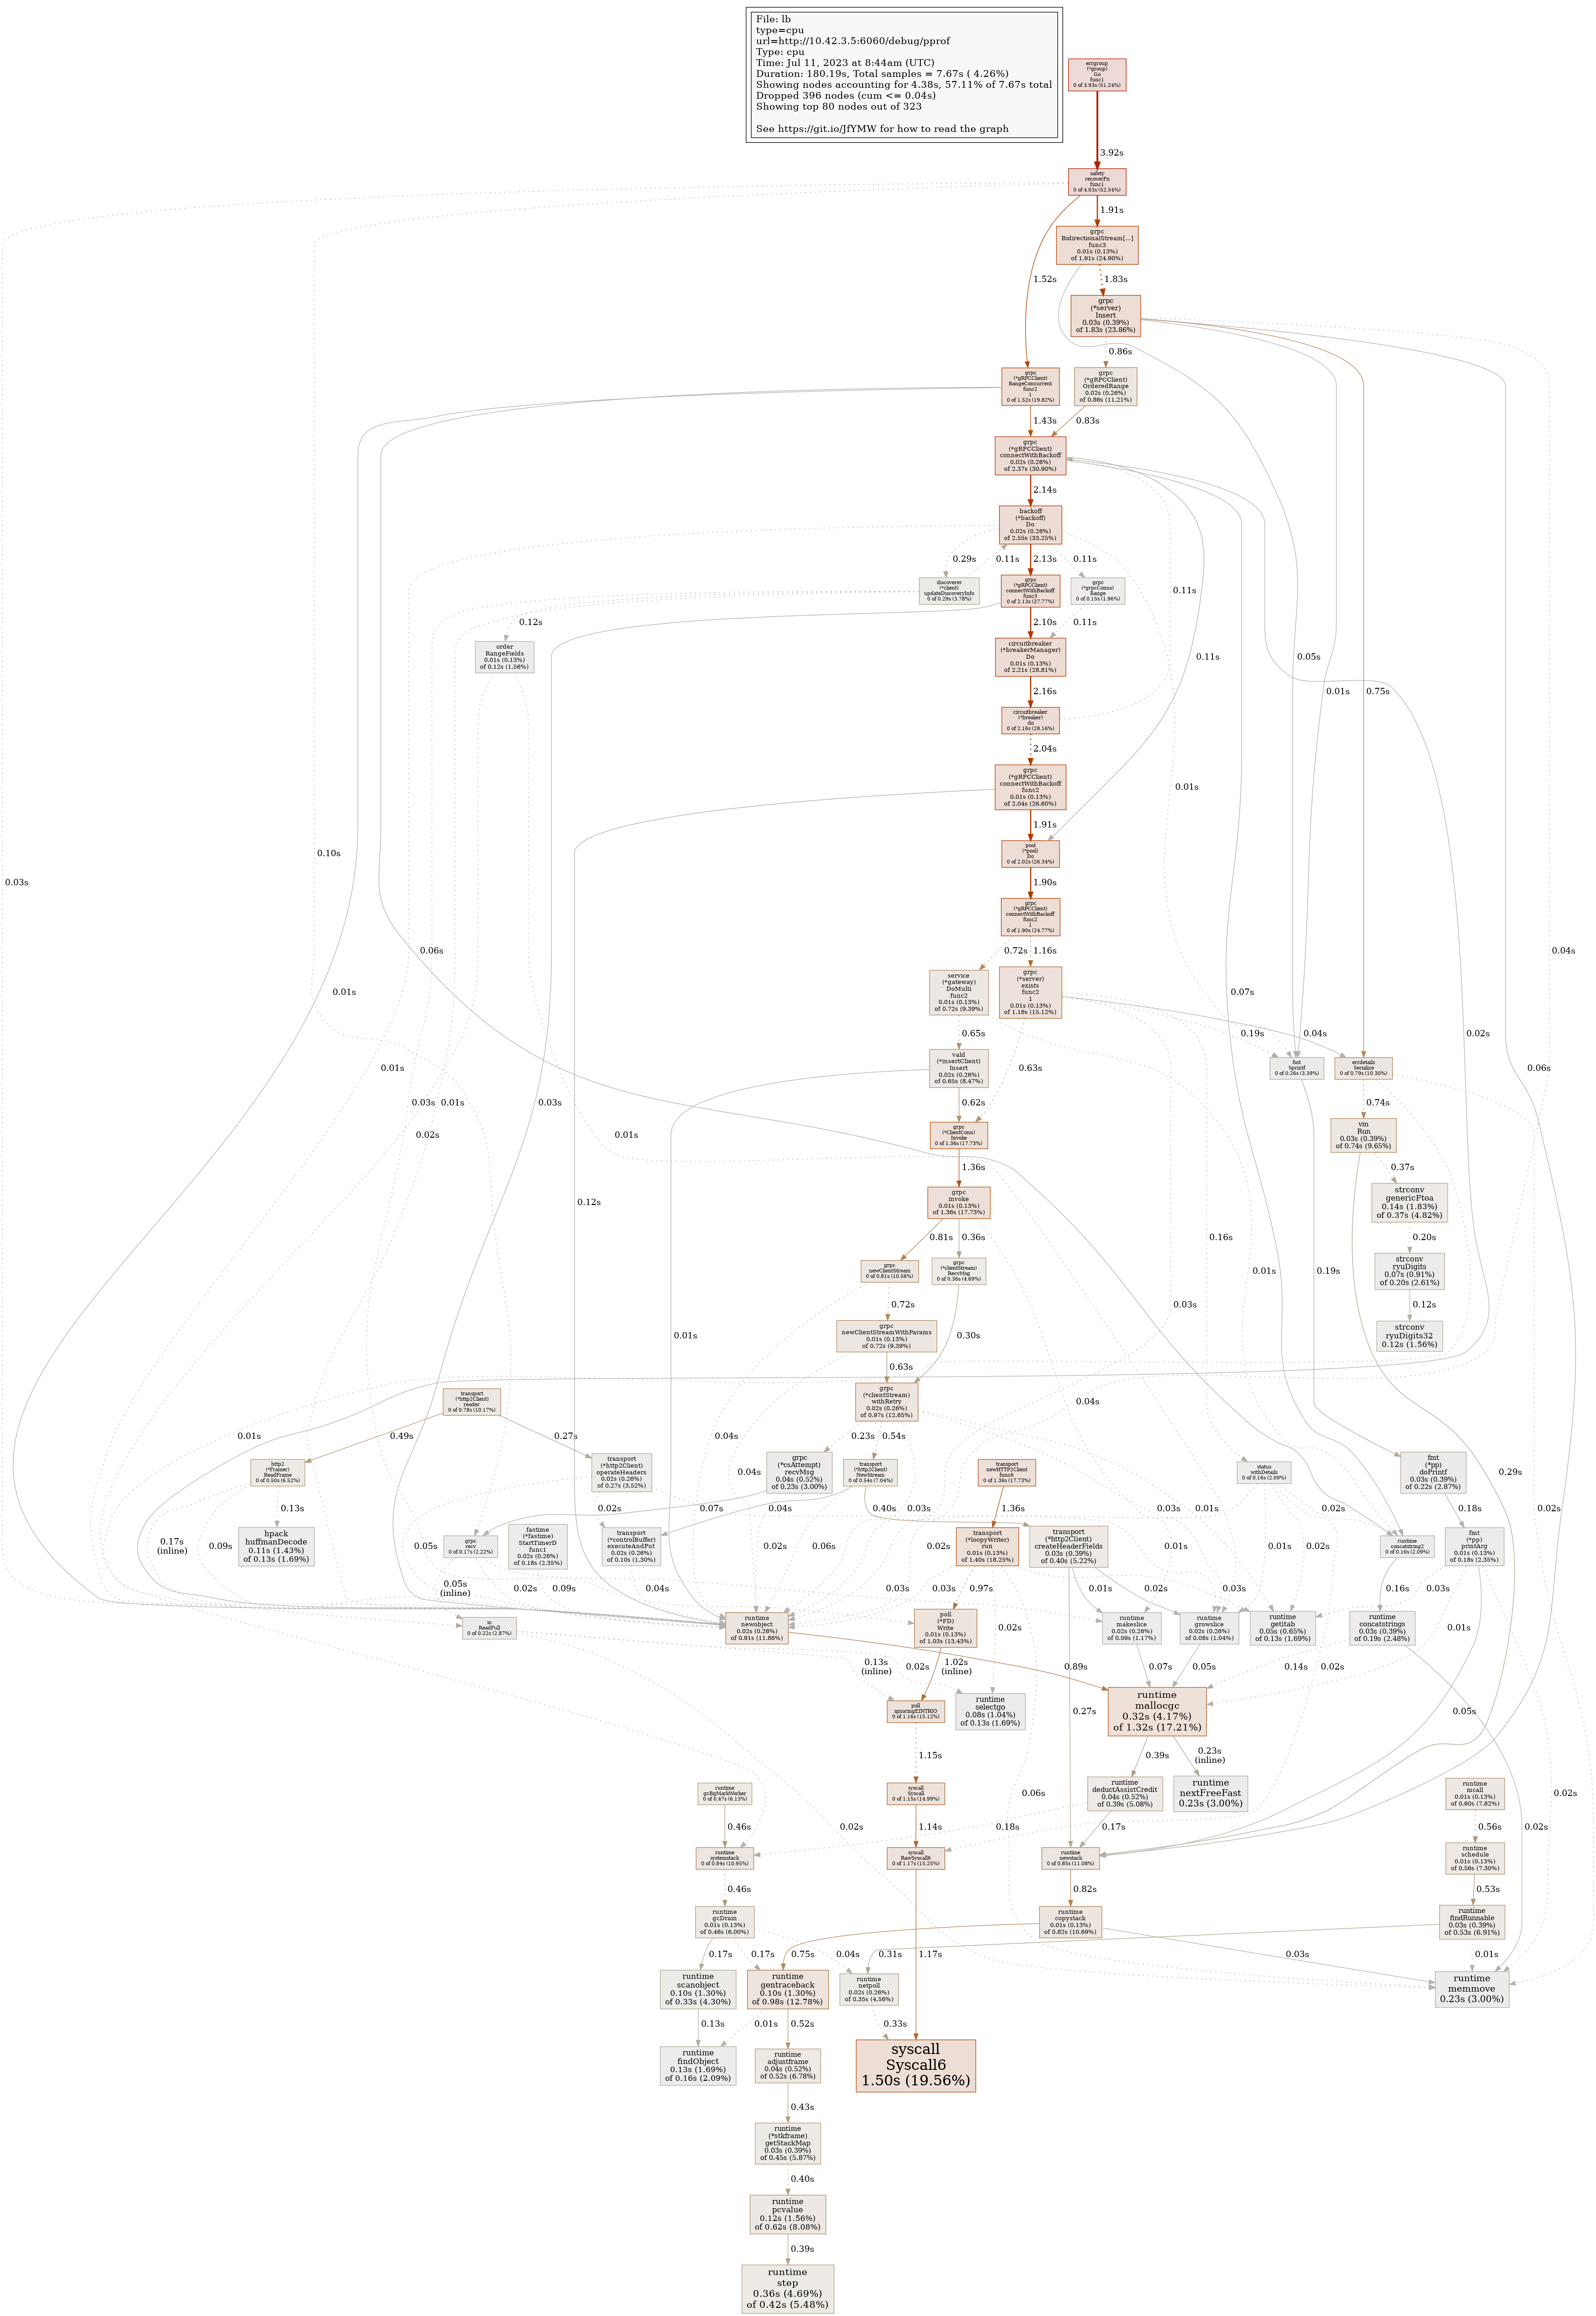 File: lb
type=cpu
url=http://10.42.3.5:6060/debug/pprof
Type: cpu
Time: Jul 11, 2023 at 8:44am (UTC)
Duration: 180.19s, Total samples = 7.67s ( 4.26%)
Showing nodes accounting for 4.38s, 57.11% of 7.67s total
Dropped 396 nodes (cum <= 0.04s)
Showing top 80 nodes out of 323
See https://git.io/JfYMW for how to read the graph
errgroup
(*group)
Go
func1
0 of 3.93s (51.24%)
3.92s
safety
recoverFn
func1
0 of 4.03s (52.54%)
1.91s
grpc
BidirectionalStream[...]
func3
0.01s (0.13%)
of 1.91s (24.90%)
1.52s
1.83s
grpc
(*server)
Insert
0.03s (0.39%)
of 1.83s (23.86%)
0.86s
grpc
(*gRPCClient)
RangeConcurrent
func2
1
0 of 1.52s (19.82%)
grpc
(*gRPCClient)
OrderedRange
0.02s (0.26%)
of 0.86s (11.21%)
1.43s
0.83s
grpc
(*gRPCClient)
connectWithBackoff
0.02s (0.26%)
of 2.37s (30.90%)
2.14s
backoff
(*backoff)
Do
0.02s (0.26%)
of 2.55s (33.25%)
0.29s
0.11s
2.13s
0.11s
discoverer
(*client)
updateDiscoveryInfo
0 of 0.29s (3.78%)
grpc
(*gRPCClient)
connectWithBackoff
func3
0 of 2.13s (27.77%)
grpc
(*grpcConns)
Range
0 of 0.15s (1.96%)
0.11s
0.12s
2.10s
0.11s
order
RangeFields
0.01s (0.13%)
of 0.12s (1.56%)
circuitbreaker
(*breakerManager)
Do
0.01s (0.13%)
of 2.21s (28.81%)
0.11s
0.05s
2.16s
0.01s
0.75s
circuitbreaker
(*breaker)
do
0 of 2.16s (28.16%)
2.04s
grpc
(*gRPCClient)
connectWithBackoff
func2
0.01s (0.13%)
of 2.04s (26.60%)
0.01s
1.91s
pool
(*pool)
Do
0 of 2.02s (26.34%)
0.10s
0.03s
1.90s
grpc
(*gRPCClient)
connectWithBackoff
func2
1
0 of 1.90s (24.77%)
0.06s
0.72s
1.16s
0.04s
service
(*gateway)
DoMulti
func2
0.01s (0.13%)
of 0.72s (9.39%)
grpc
(*server)
exists
func2
1
0.01s (0.13%)
of 1.16s (15.12%)
0.01s
0.07s
0.65s
0.19s
0.04s
0.02s
vald
(*insertClient)
Insert
0.02s (0.26%)
of 0.65s (8.47%)
0.63s
fmt
Sprintf
0 of 0.26s (3.39%)
errdetails
Serialize
0 of 0.79s (10.30%)
0.01s
0.06s
0.03s
0.01s
0.03s
0.62s
0.74s
grpc
(*ClientConn)
Invoke
0 of 1.36s (17.73%)
vm
Run
0.03s (0.39%)
of 0.74s (9.65%)
0.02s
0.01s
1.36s
0.37s
grpc
invoke
0.01s (0.13%)
of 1.36s (17.73%)
strconv
genericFtoa
0.14s (1.83%)
of 0.37s (4.82%)
0.12s
0.81s
0.36s
0.16s
0.20s
grpc
newClientStream
0 of 0.81s (10.56%)
grpc
(*clientStream)
RecvMsg
0 of 0.36s (4.69%)
0.01s
0.19s
strconv
ryuDigits
0.07s (0.91%)
of 0.20s (2.61%)
0.72s
0.03s
0.12s
grpc
newClientStreamWithParams
0.01s (0.13%)
of 0.72s (9.39%)
0.01s
0.30s
strconv
ryuDigits32
0.12s (1.56%)
0.63s
transport
(*http2Client)
reader
0 of 0.78s (10.17%)
grpc
(*clientStream)
withRetry
0.02s (0.26%)
of 0.97s (12.65%)
0.04s
0.01s
0.49s
0.27s
0.04s
0.23s
0.54s
http2
(*Framer)
ReadFrame
0 of 0.50s (6.52%)
transport
(*http2Client)
operateHeaders
0.02s (0.26%)
of 0.27s (3.52%)
grpc
(*csAttempt)
recvMsg
0.04s (0.52%)
of 0.23s (3.00%)
transport
(*http2Client)
NewStream
0 of 0.54s (7.04%)
transport
newHTTP2Client
func6
0 of 1.36s (17.73%)
status
withDetails
0 of 0.16s (2.09%)
fmt
(*pp)
doPrintf
0.03s (0.39%)
of 0.22s (2.87%)
0.04s
0.29s
0.13s
0.02s
0.07s
0.04s
0.40s
0.03s
1.36s
0.03s
0.01s
0.02s
0.18s
0.02s
hpack
huffmanDecode
0.11s (1.43%)
of 0.13s (1.69%)
grpc
recv
0 of 0.17s (2.22%)
fastime
(*fastime)
StartTimerD
func1
0.02s (0.26%)
of 0.18s (2.35%)
transport
(*controlBuffer)
executeAndPut
0.02s (0.26%)
of 0.10s (1.30%)
transport
(*loopyWriter)
run
0.01s (0.13%)
of 1.40s (18.25%)
transport
(*http2Client)
createHeaderFields
0.03s (0.39%)
of 0.40s (5.22%)
runtime
concatstring2
0 of 0.16s (2.09%)
fmt
(*pp)
printArg
0.01s (0.13%)
of 0.18s (2.35%)
0.17s
(inline)
0.09s
0.05s
0.02s
0.06s
0.02s
0.01s
0.02s
0.05s
(inline)
0.02s
0.09s
0.04s
0.03s
0.03s
0.97s
0.01s
0.02s
0.03s
0.01s
0.16s
0.03s
io
ReadFull
0 of 0.22s (2.87%)
runtime
newobject
0.02s (0.26%)
of 0.91s (11.86%)
poll
(*FD)
Write
0.01s (0.13%)
of 1.03s (13.43%)
0.02s
runtime
makeslice
0.02s (0.26%)
of 0.09s (1.17%)
runtime
growslice
0.02s (0.26%)
of 0.08s (1.04%)
runtime
getitab
0.05s (0.65%)
of 0.13s (1.69%)
runtime
concatstrings
0.03s (0.39%)
of 0.19s (2.48%)
0.01s
0.13s
(inline)
0.02s
1.02s
(inline)
0.89s
0.07s
0.05s
0.14s
0.02s
poll
ignoringEINTRIO
0 of 1.16s (15.12%)
runtime
selectgo
0.08s (1.04%)
of 0.13s (1.69%)
0.27s
runtime
mallocgc
0.32s (4.17%)
of 1.32s (17.21%)
0.05s
1.15s
0.39s
0.23s
(inline)
runtime
gcBgMarkWorker
0 of 0.47s (6.13%)
syscall
Syscall
0 of 1.15s (14.99%)
0.06s
runtime
deductAssistCredit
0.04s (0.52%)
of 0.39s (5.08%)
runtime
nextFreeFast
0.23s (3.00%)
runtime
mcall
0.01s (0.13%)
of 0.60s (7.82%)
0.02s
0.02s
0.46s
1.14s
0.18s
0.17s
0.56s
0.02s
runtime
systemstack
0 of 0.84s (10.95%)
syscall
RawSyscall6
0 of 1.17s (15.25%)
runtime
newstack
0 of 0.85s (11.08%)
runtime
schedule
0.01s (0.13%)
of 0.56s (7.30%)
0.46s
0.82s
0.53s
runtime
gcDrain
0.01s (0.13%)
of 0.46s (6.00%)
runtime
copystack
0.01s (0.13%)
of 0.82s (10.69%)
runtime
findRunnable
0.03s (0.39%)
of 0.53s (6.91%)
0.17s
0.17s
0.75s
0.04s
0.31s
1.17s
0.03s
0.01s
runtime
scanobject
0.10s (1.30%)
of 0.33s (4.30%)
runtime
gentraceback
0.10s (1.30%)
of 0.98s (12.78%)
runtime
netpoll
0.02s (0.26%)
of 0.35s (4.56%)
runtime
memmove
0.23s (3.00%)
0.13s
0.01s
0.52s
0.33s
runtime
findObject
0.13s (1.69%)
of 0.16s (2.09%)
runtime
adjustframe
0.04s (0.52%)
of 0.52s (6.78%)
syscall
Syscall6
1.50s (19.56%)
0.43s
runtime
(*stkframe)
getStackMap
0.03s (0.39%)
of 0.45s (5.87%)
0.40s
runtime
pcvalue
0.12s (1.56%)
of 0.62s (8.08%)
0.39s
runtime
step
0.36s (4.69%)
of 0.42s (5.48%)